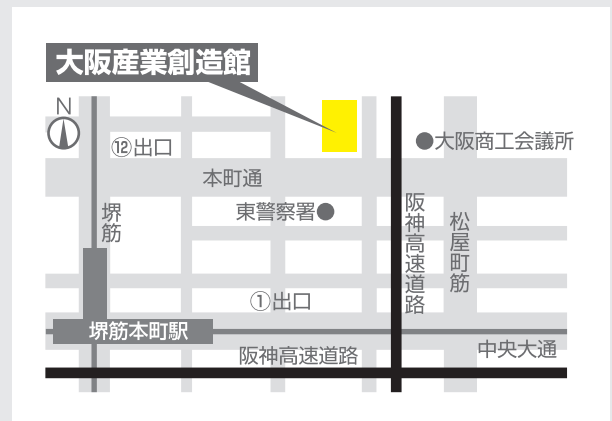 大阪産業創造館
N
⑫出口
大阪商工会議所
本町通
堺筋
東警察署
阪神高速道路
松屋町筋
①出口
堺筋本町駅
阪神高速道路
中央大通